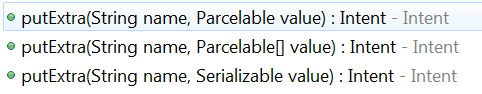 putExtra(String name, Parcelable value) : Intent - Intent
putExtra(String name, Parcelable[] value) : Intent - Intent
putExtra(String name, Serializable value) : Intent - Intent